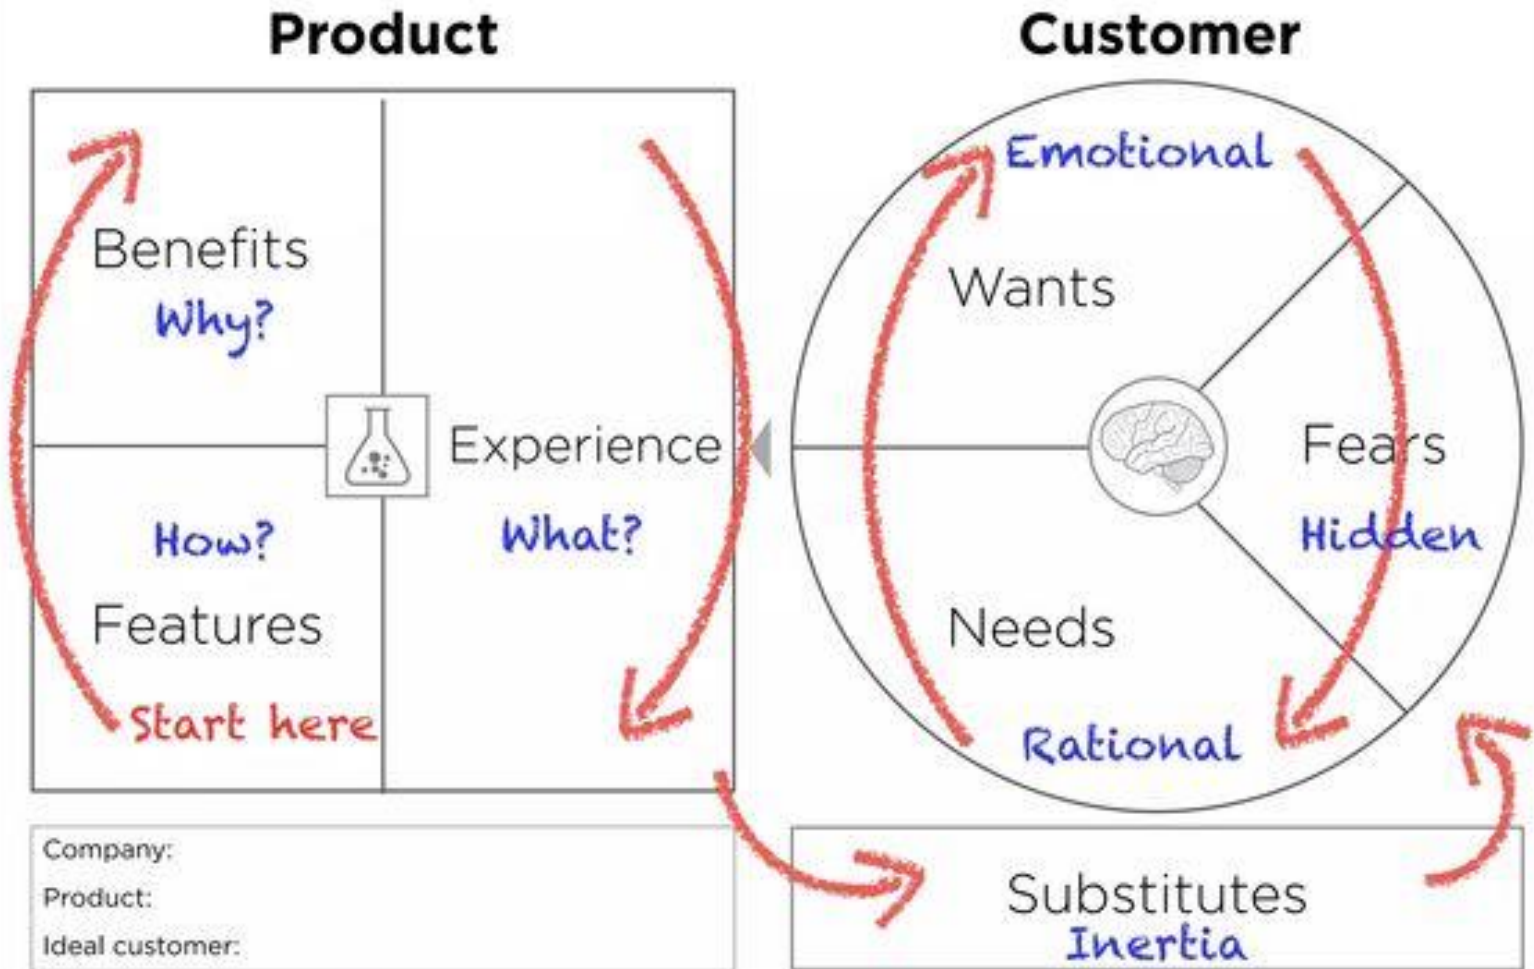 Product
Benefits
Why?
How?
Features
Start here
Experience
What?
Company:
Product:
Ideal customer:
Customer
Emotional
Wants
Fears
Hidden
Needs
Rational
Substitutes
Inertia